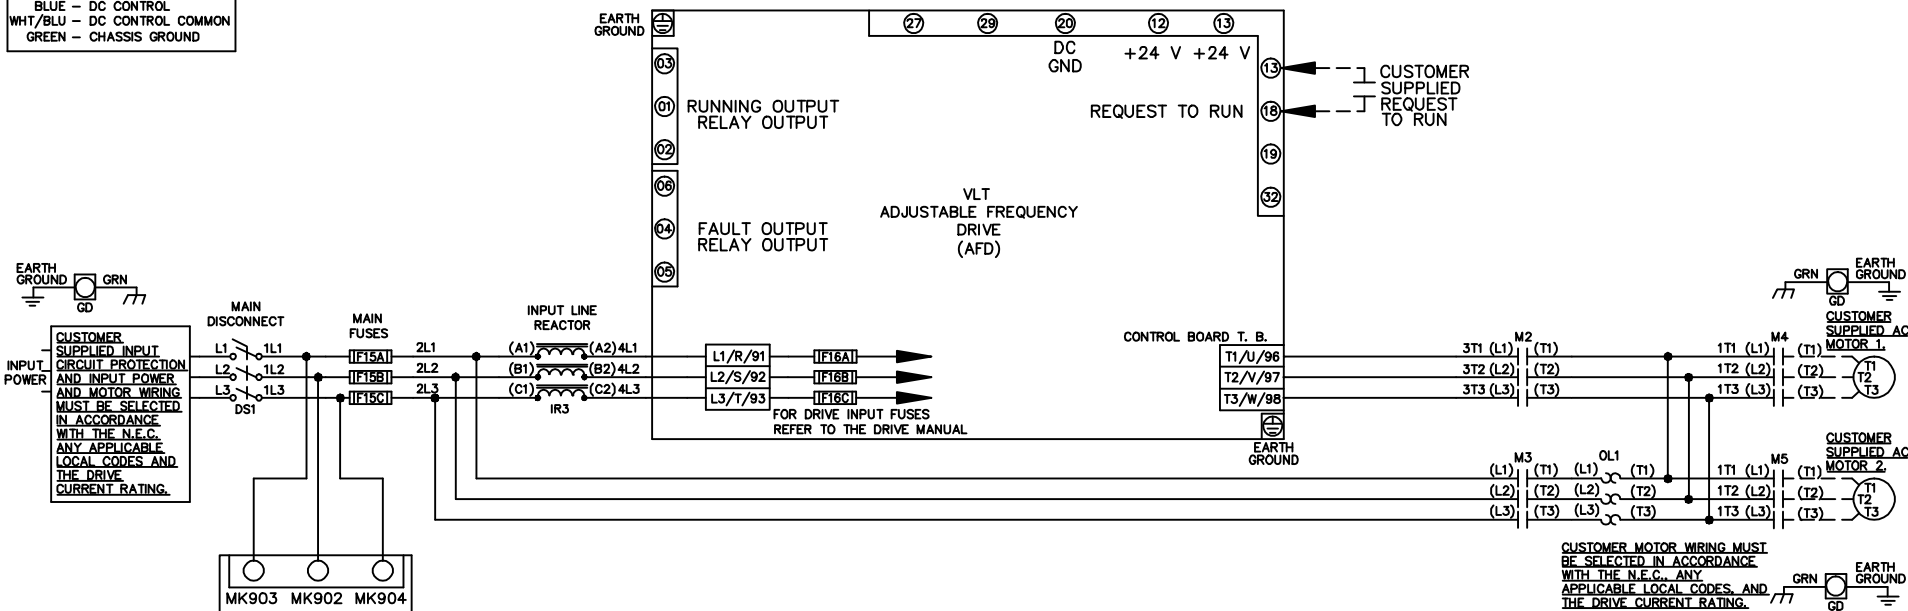 BLUE – DC CONTROL
WHT/BLU – DC CONTROL COMMON
GREEN – CHASSIS GROUND
EARTH
GROUND
27 29 20 12 13
DC
GND
+24 V +24 V
03
01
02
RUNNING OUTPUT
RELAY OUTPUT
06
04
05
FAULT OUTPUT
RELAY OUTPUT
VLT
ADJUSTABLE FREQUENCY
DRIVE
(AFD)
REQUEST TO RUN
13
18
19
32
CUSTOMER
SUPPLIED
REQUEST
TO RUN
EARTH
GROUND
GRN
GD
INPUT
POWER
CUSTOMER
SUPPLIED INPUT
CIRCUIT PROTECTION
AND INPUT POWER
AND MOTOR WIRING
MUST BE SELECTED
IN ACCORDANCE
WITH THE N.E.C.
ANY APPLICABLE
LOCAL CODES AND
THE DRIVE
CURRENT RATING.
MAIN
DISCONNECT
L1 1L1
L2 1L2
L3 1L3
DS1
MAIN
FUSES
F15A 2L1
F15B 2L2
F15C 2L3
INPUT LINE
REACTOR
(A1) (A2) 4L1
(B1) (B2) 4L2
(C1) (C2) 4L3
IR3
L1/R/91 F16A
L2/S/92 F16B
L3/T/93 F16C
FOR DRIVE INPUT FUSES
REFER TO THE DRIVE MANUAL
CONTROL BOARD T. B.
T1/U/96
T2/V/97
T3/W/98
EARTH
GROUND
M2
3T1 (L1) (T1)
3T2 (L2) (T2)
3T3 (L3) (T3)
M4
1T1 (L1) (T1)
1T2 (L2) (T2)
1T3 (L3) (T3)
GRN
GD
EARTH
GROUND
CUSTOMER
SUPPLIED AC
MOTOR 1.
T1
T2
T3
M3
(L1) (T1)
(L2) (T2)
(L3) (T3)
OL1
(L1) (T1)
(L2) (T2)
(L3) (T3)
M5
1T1 (L1) (T1)
1T2 (L2) (T2)
1T3 (L3) (T3)
CUSTOMER
SUPPLIED AC
MOTOR 2.
T1
T2
T3
CUSTOMER MOTOR WIRING MUST
BE SELECTED IN ACCORDANCE
WITH THE N.E.C., ANY
APPLICABLE LOCAL CODES, AND
THE DRIVE CURRENT RATING.
GRN
GD
EARTH
GROUND
MK903 MK902 MK904